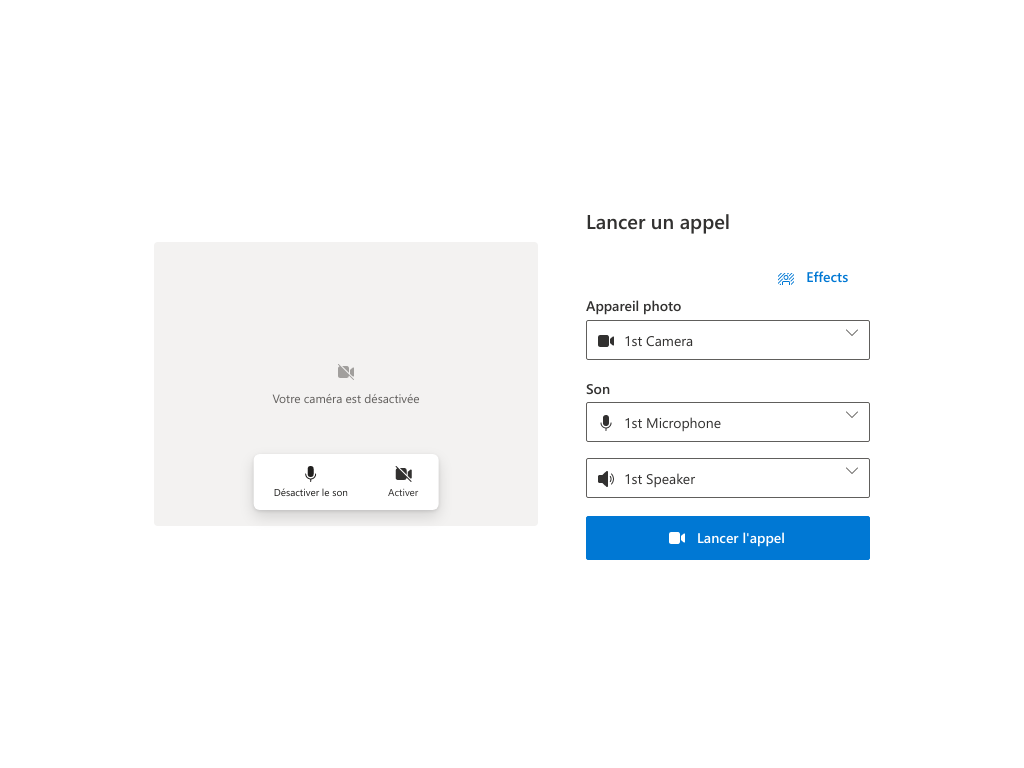 Votre caméra est désactivée
Désactiver le son
Activer
Lancer un appel
Effects
Appareil photo
1st Camera
Son
1st Microphone
1st Speaker
Lancer l'appel